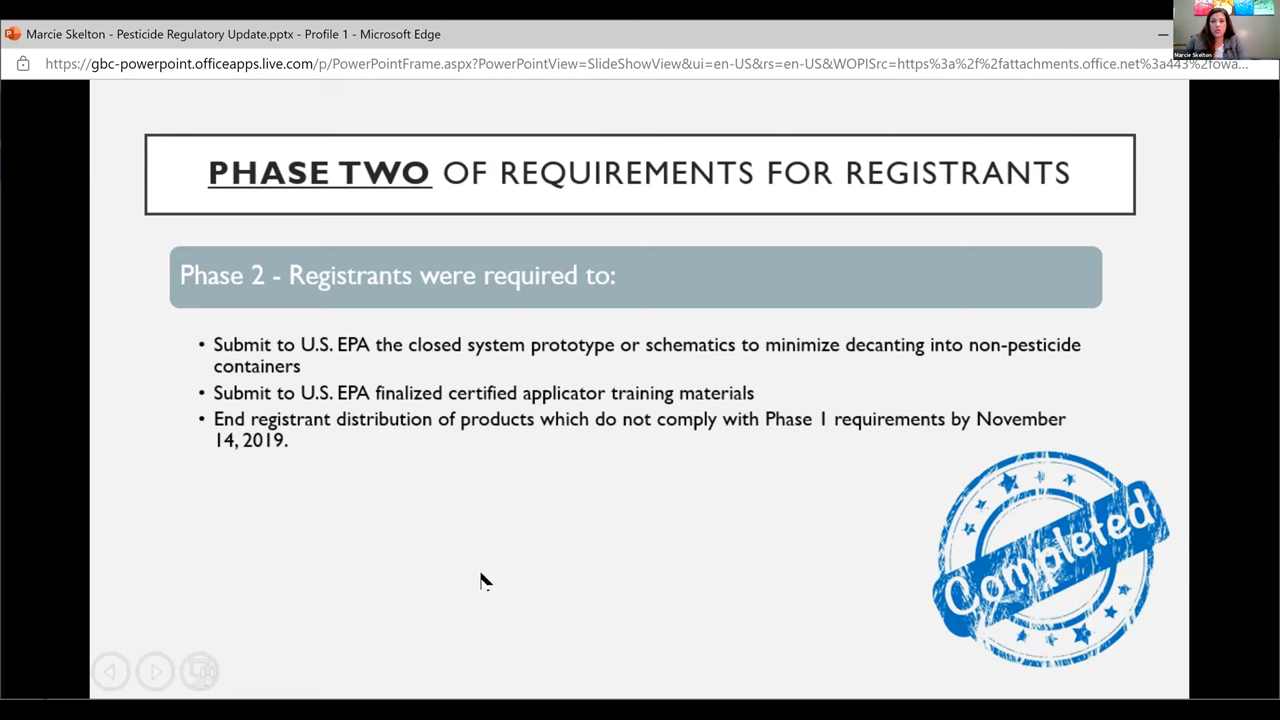 Marcie Skelton - Pesticide Regulatory Update.pptx - Profile 1 - Microsoft Edge
Marcie Skelton
https://gbc-powerpoint.officeapps.live.com/p/PowerPointFrame.aspx?PowerPointView=SlideShowView&ui=en-US&rs=en-US&WOPISrc=https%3a%2f%2fattachments.office.net%3a443%2fowa...
PHASE TWO OF REQUIREMENTS FOR REGISTRANTS
Phase 2 - Registrants were required to:
• Submit to U.S. EPA the closed system prototype or schematics to minimize decanting into non-pesticide
containers
• Submit to U.S. EPA finalized certified applicator training materials
• End registrant distribution of products which do not comply with Phase 1 requirements by November
14, 2019.
Completed